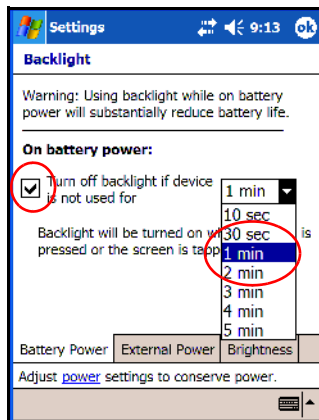 Settings 9:13 ok
Backlight
Warning: Using backlight while on battery
power will substantially reduce battery life.
On battery power:
Turn off backlight if device
is not used for
1 min
10 sec
30 sec
1 min
2 min
3 min
4 min
5 min
Backlight will be turned on is
pressed or the screen is
Battery Power External Power Brightness
Adjust power settings to conserve power.